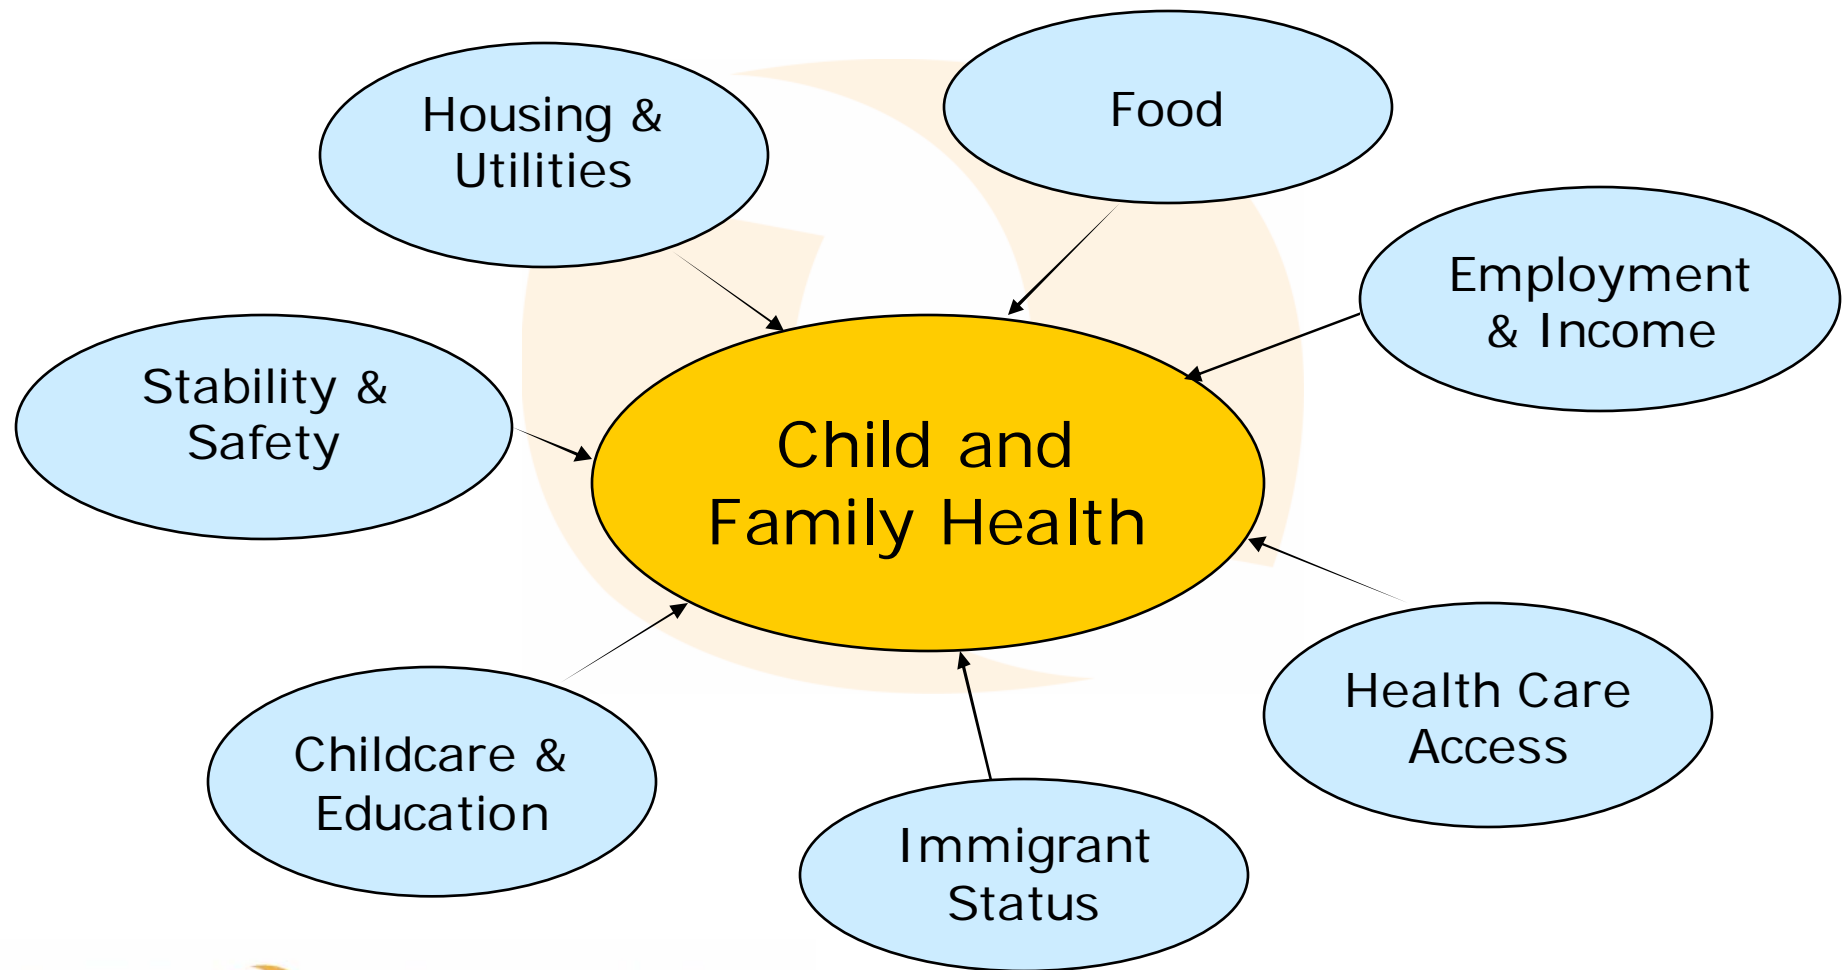 Housing &
Utilities
Food
Employment
& Income
Stability &
Safety
Child and
Family Health
Health Care
Access
Childcare &
Education
Immigrant
Status